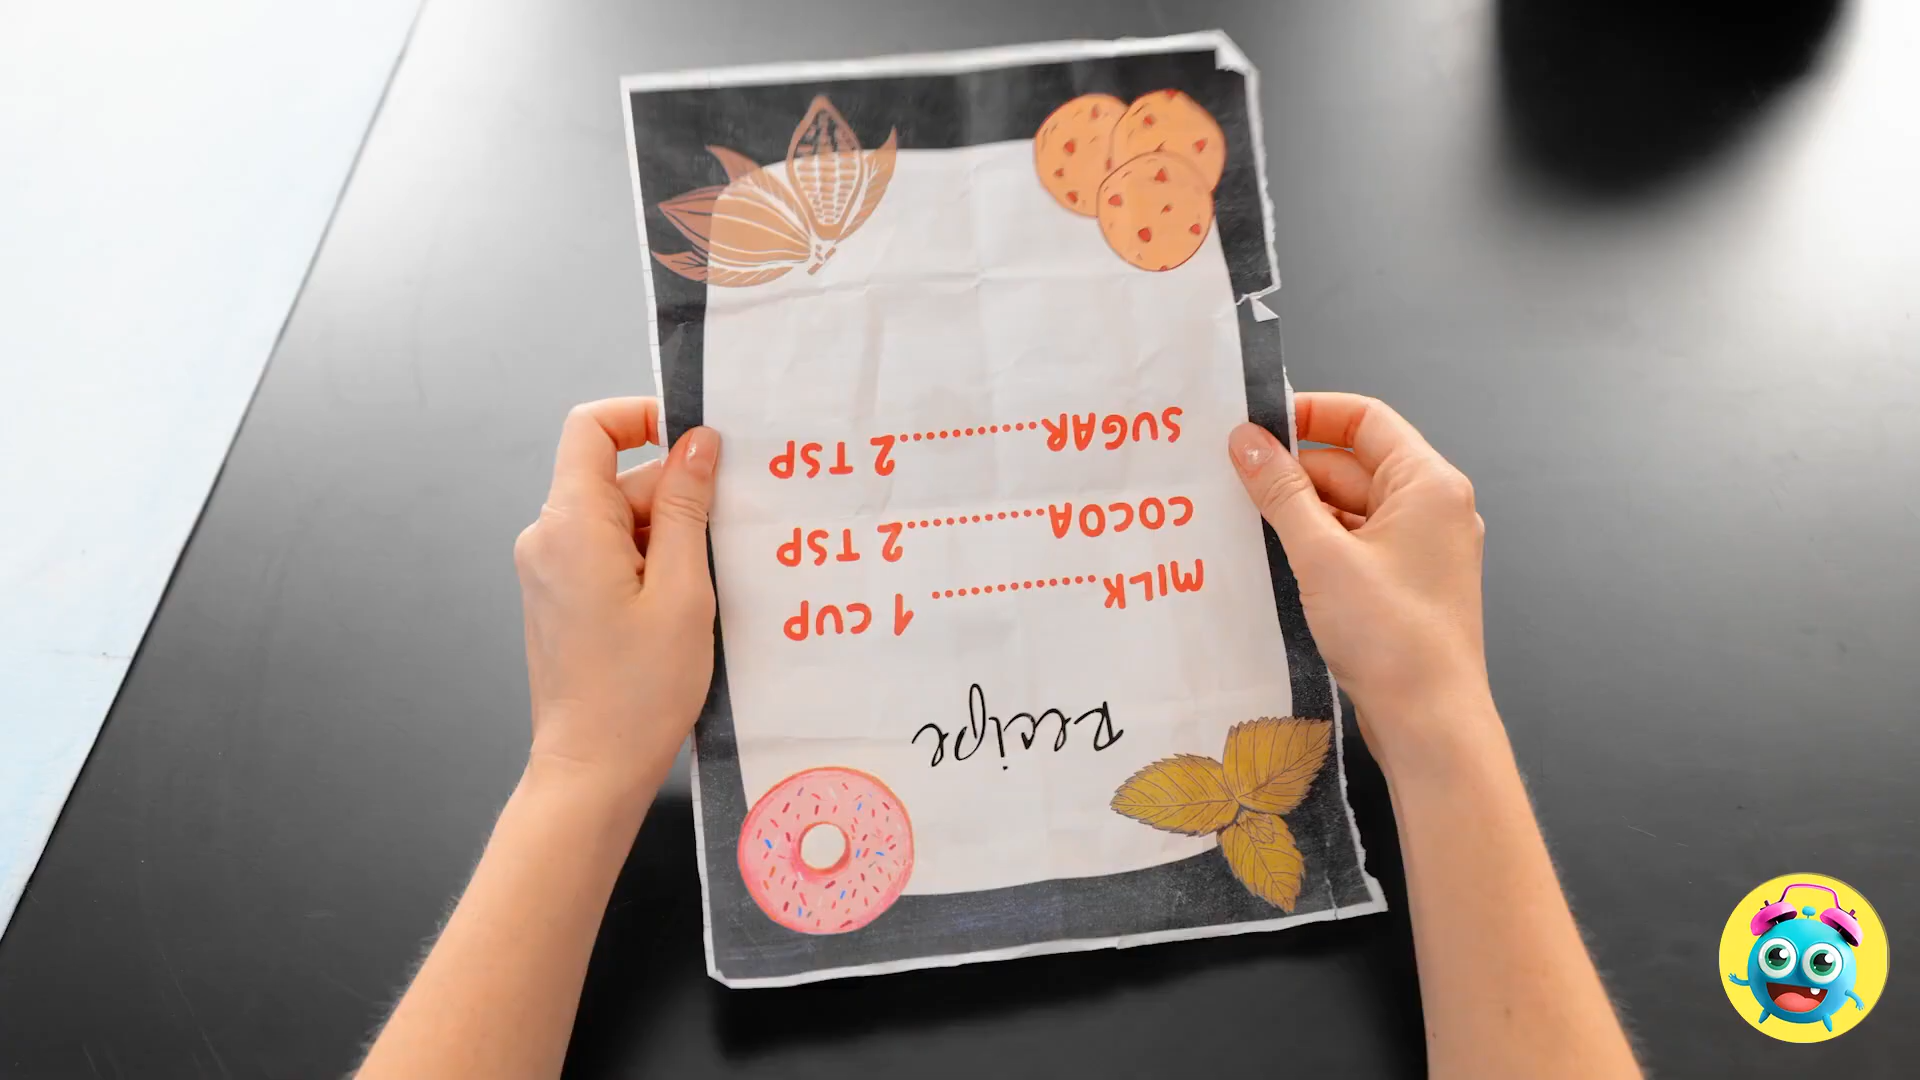 Recipe
MILK............ 1 CUP
COCOA............2 TSP
SUGAR............2 TSP